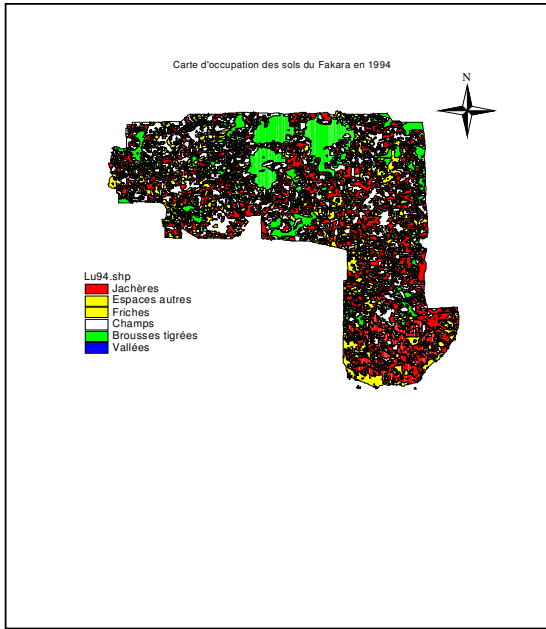 Carte d'occupation des sols du Fakara en 1994
N
Lu94.shp
Jachères
Espaces autres
Friches
Champs
Brousses tigrées
Vallées